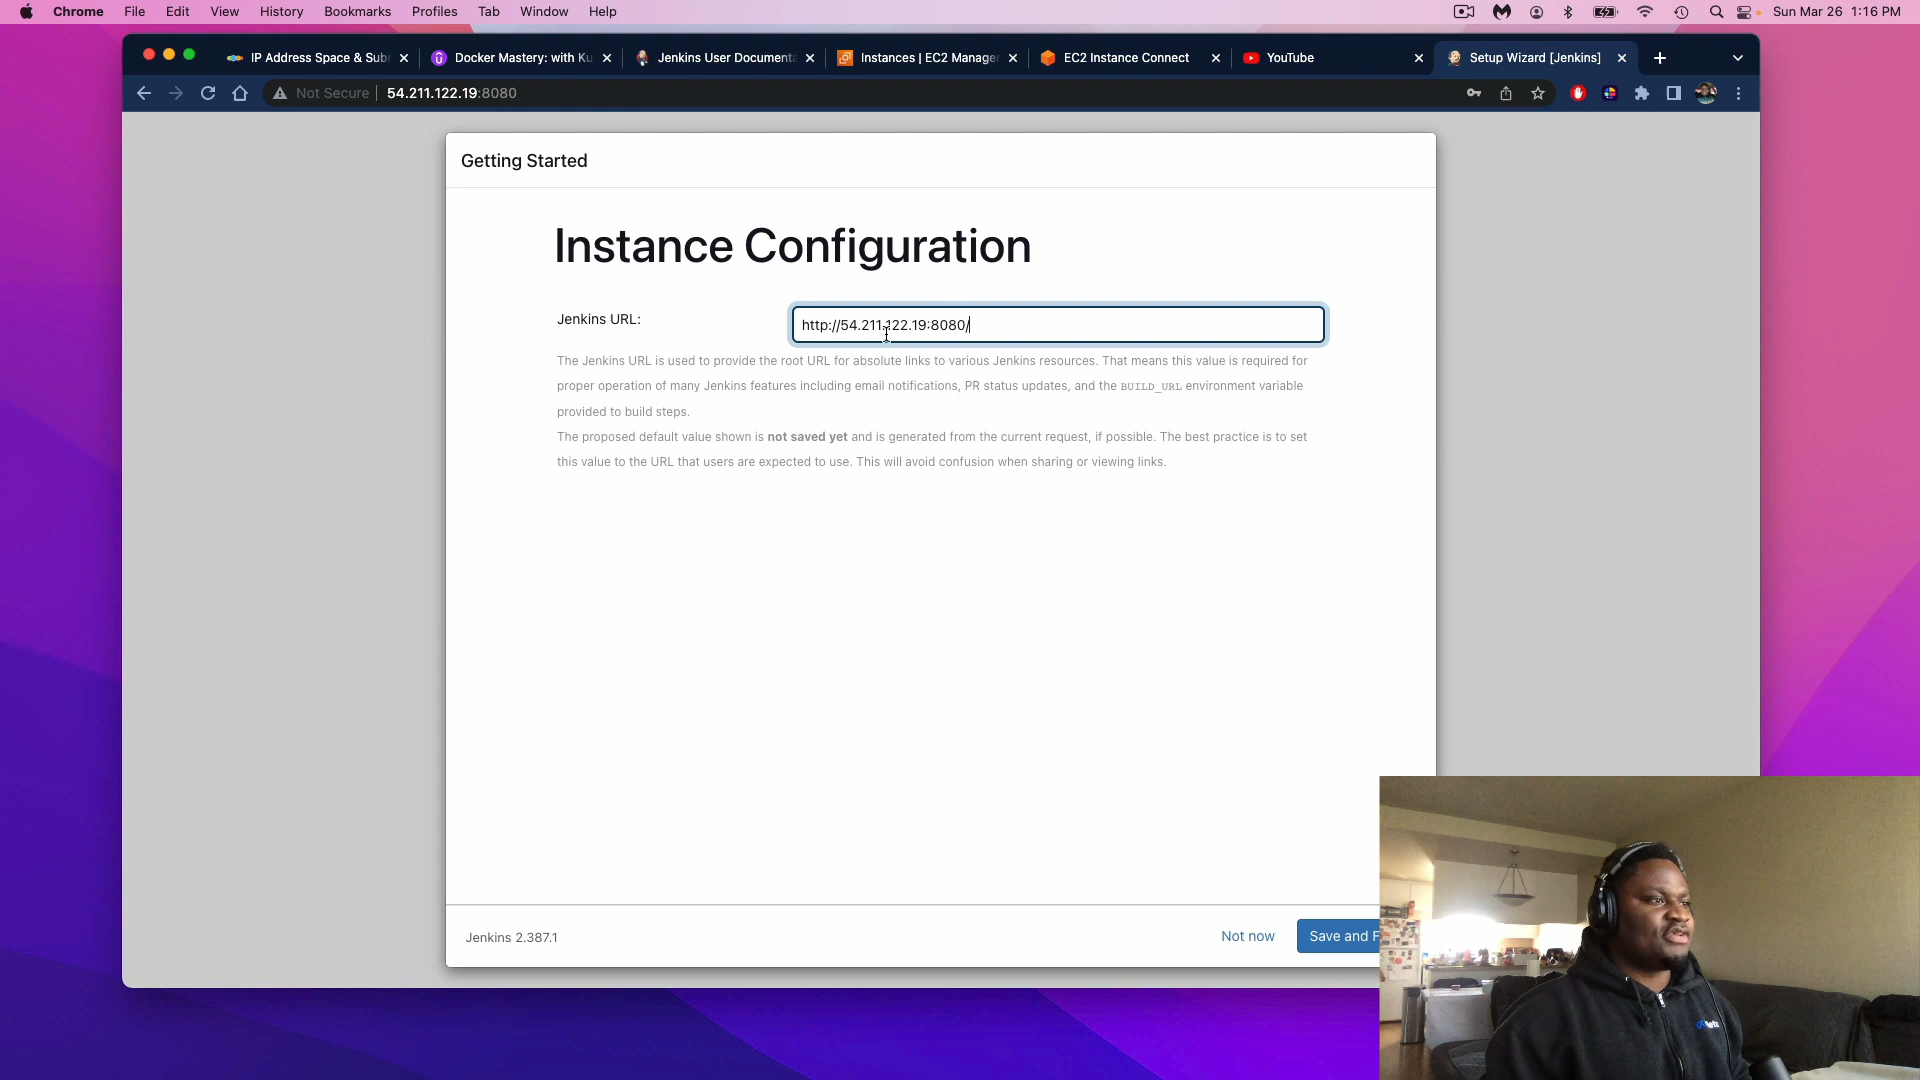 Chrome File Edit View History Bookmarks Profiles Tab Window Help Sun Mar 26 1:16 PM
IP Address Space & Subn Docker Mastery: with Ku Jenkins User Documenta Instances | EC2 Manage EC2 Instance Connect YouTube Setup Wizard [Jenkins]
Not Secure 54.211.122.19:8080
Getting Started
Instance Configuration
Jenkins URL: http://54.211.122.19:8080/
The Jenkins URL is used to provide the root URL for absolute links to various Jenkins resources. That means this value is required for
proper operation of many Jenkins features including email notifications, PR status updates, and the BUILD_URL environment variable
provided to build steps.
The proposed default value shown is not saved yet and is generated from the current request, if possible. The best practice is to set
this value to the URL that users are expected to use. This will avoid confusion when sharing or viewing links.
Jenkins 2.387.1 Not now Save and F